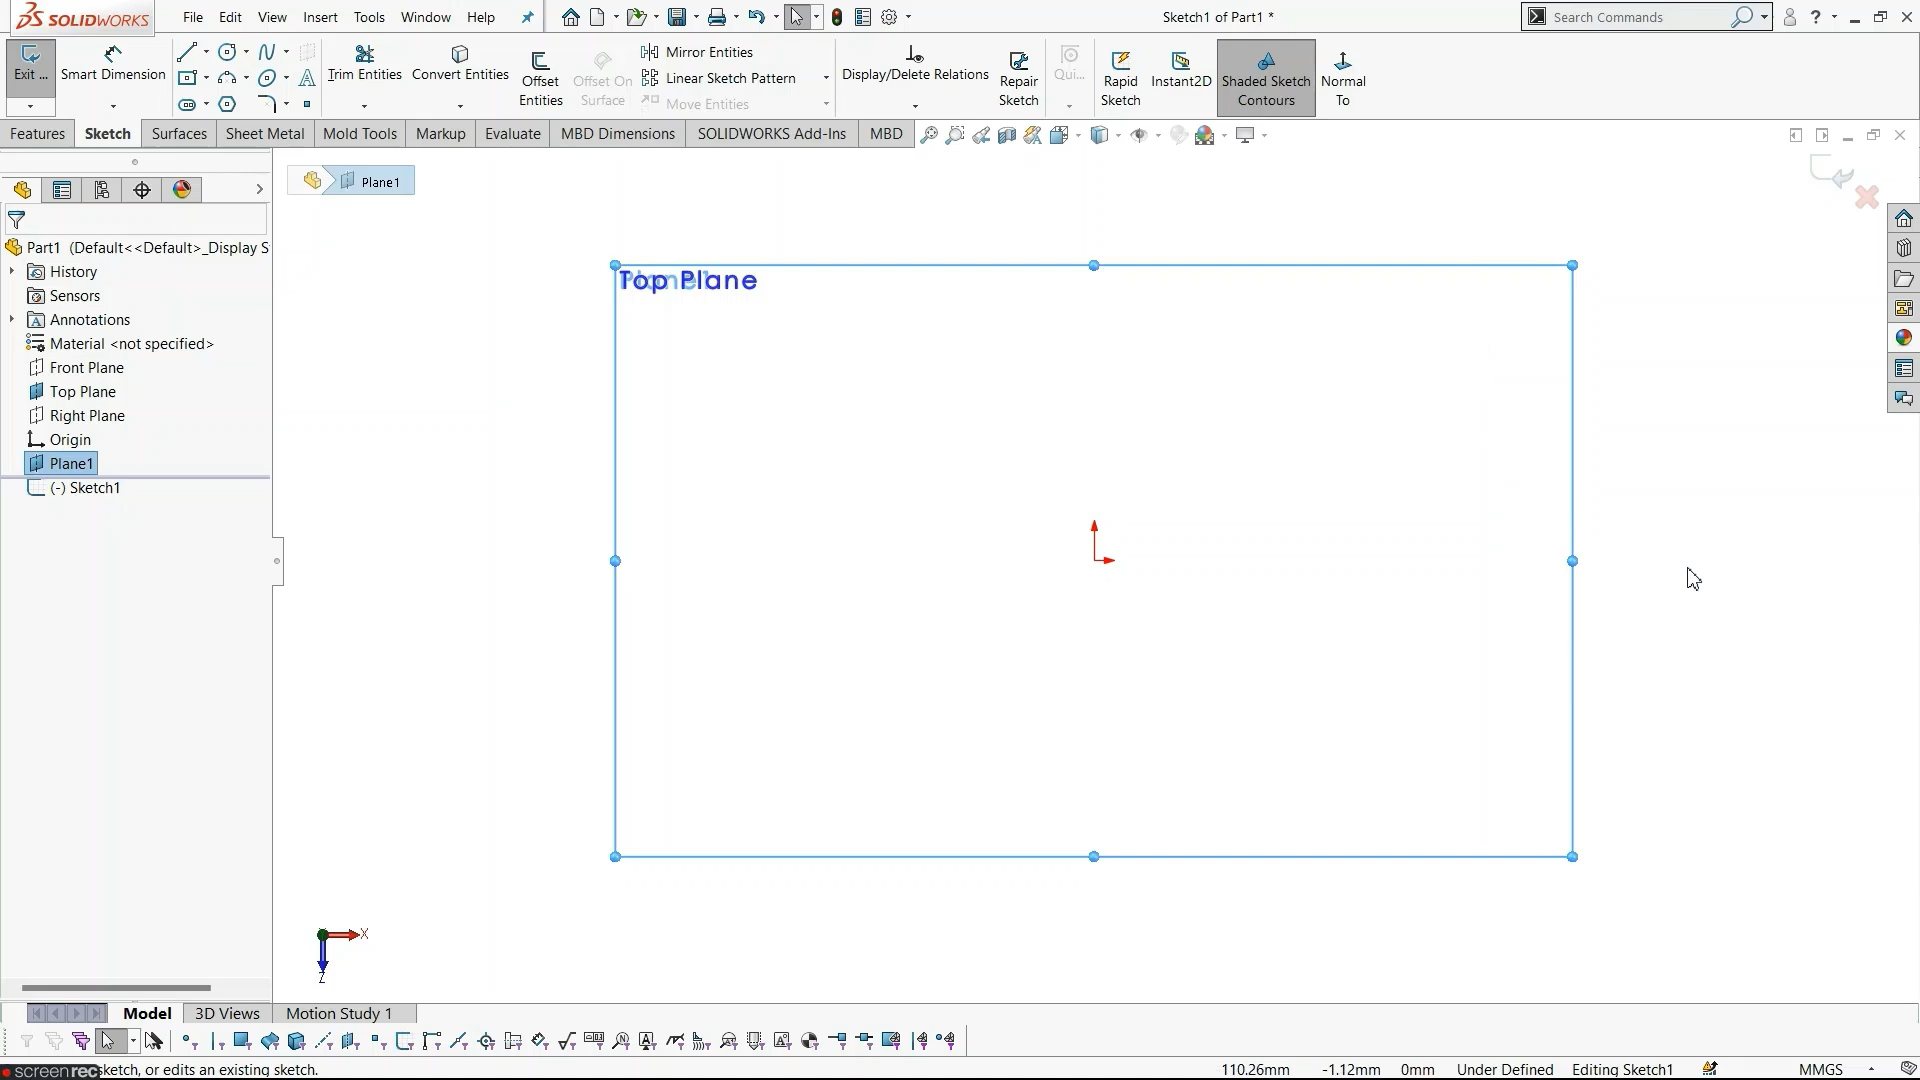 SOLIDWORKS File Edit View Insert Tools Window Help Sketch1 of Part1 * Search Commands
Exit ... Smart Dimension Trim Entities Convert Entities Offset Entities Offset On Surface Mirror Entities Linear Sketch Pattern Move Entities Display/Delete Relations Repair Sketch Qui... Rapid Sketch Instant2D Shaded Sketch Contours Normal To
Features Sketch Surfaces Sheet Metal Mold Tools Markup Evaluate MBD Dimensions SOLIDWORKS Add-Ins MBD
Plane1
Part1 (Default<<Default>_Display S
History
Sensors
Annotations
Material <not specified>
Front Plane
Top Plane
Right Plane
Origin
Plane1
(-) Sketch1
Top Plane
X
Z
Model 3D Views Motion Study 1
screenrec sketch, or edits an existing sketch. 110.26mm -1.12mm 0mm Under Defined Editing Sketch1 MMGS